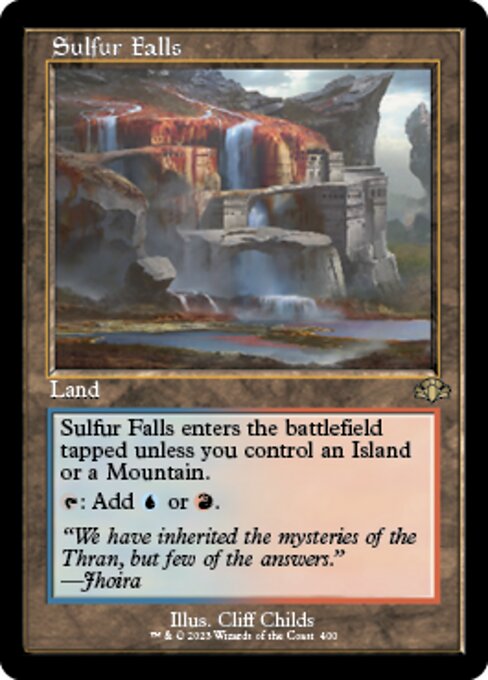 Sulfur Falls
Land
Sulfur Falls enters the battlefield
tapped unless you control an Island
or a Mountain.
: Add or .
“We have inherited the mysteries of the
Thran, but few of the answers.”
—Jhoira
Illus. Cliff Childs
™ & © 2023 Wizards of the Coast 400